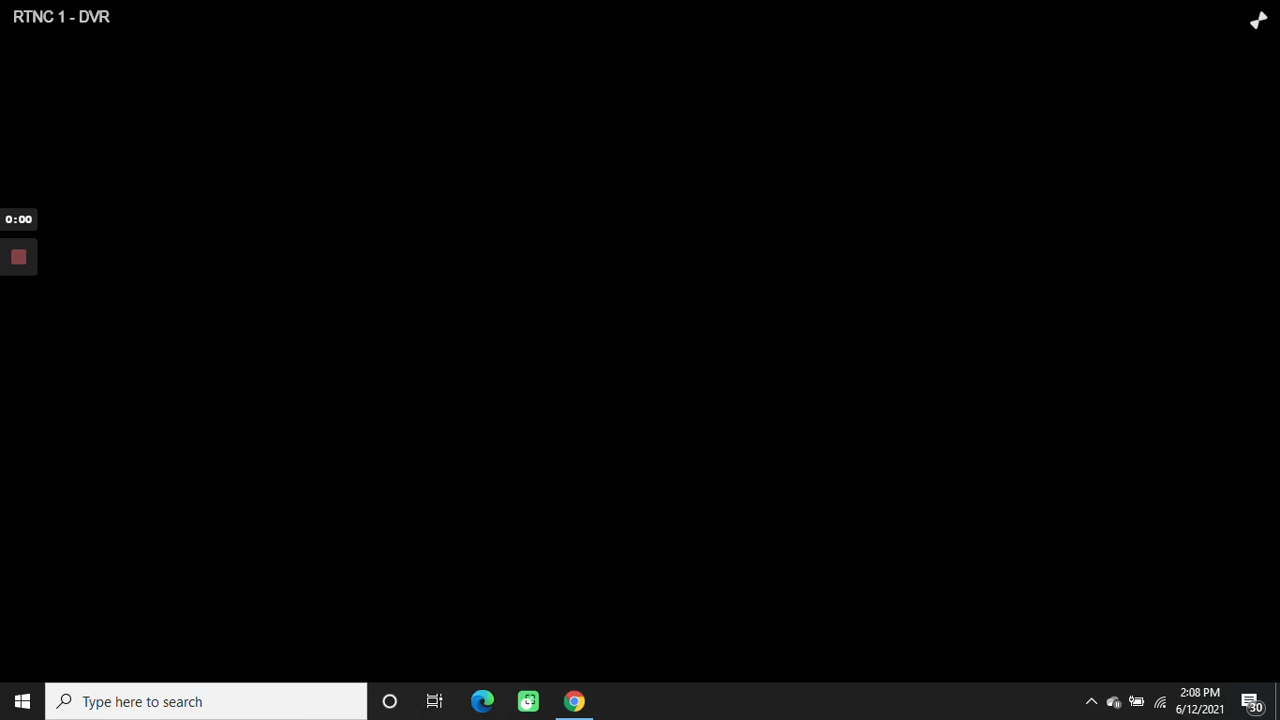 RTNC 1 - DVR
0:00
Type here to search
2:08 PM
6/12/2021
30